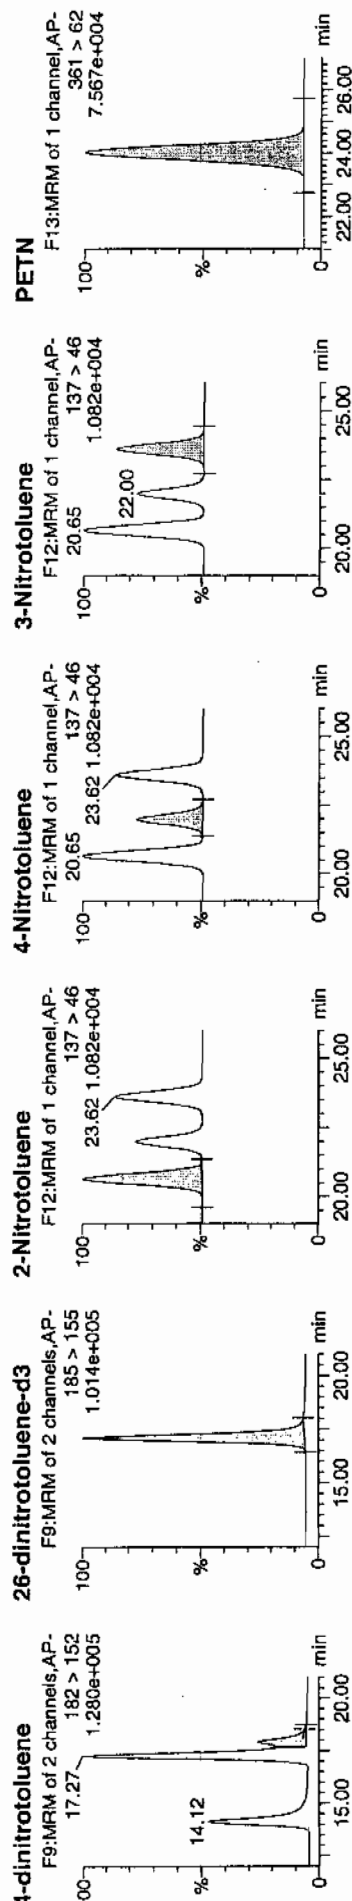 4-dinitrotoluene
F9:MRM of 2 channels,AP-
182 > 152
1.280e+005
17.27
14.12
00
%
0
15.00
20.00
min
26-dinitrotoluene-d3
F9:MRM of 2 channels,AP-
185 > 155
1.014e+005
100
%
0
15.00
20.00
min
2-Nitrotoluene
F12:MRM of 1 channel,AP-
137 > 46
23.62 1.082e+004
100
%
0
20.00
25.00
min
4-Nitrotoluene
F12:MRM of 1 channel,AP-
20.65
137 > 46
23.62 1.082e+004
100
%
0
20.00
25.00
min
3-Nitrotoluene
F12:MRM of 1 channel,AP-
20.65
137 > 46
1.082e+004
22.00
100
%
0
20.00
25.00
min
PETN
F13:MRM of 1 channel,AP-
361 > 62
7.567e+004
100
%
0
22.00
24.00
26.00
min